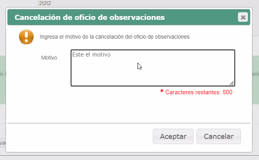 Cancelación de oficio de observaciones
Ingresa el motivo de la cancelación del oficio de observaciones
Motivo
Este el motivo
* Caracteres restantes: 500
Aceptar
Cancelar